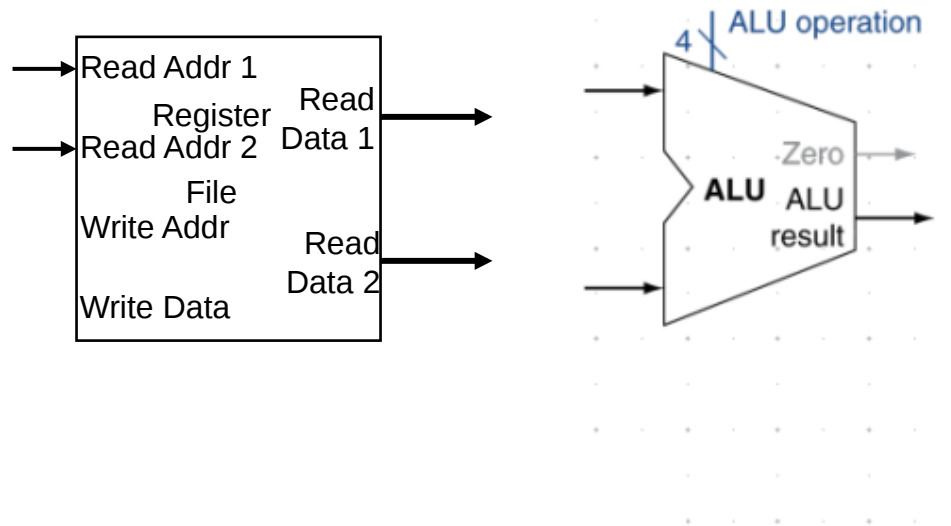 Read Addr 1
Register
Read Addr 2
File
Write Addr
Write Data
Read
Data 1
Read
Data 2
4
ALU operation
Zero
ALU
ALU
result